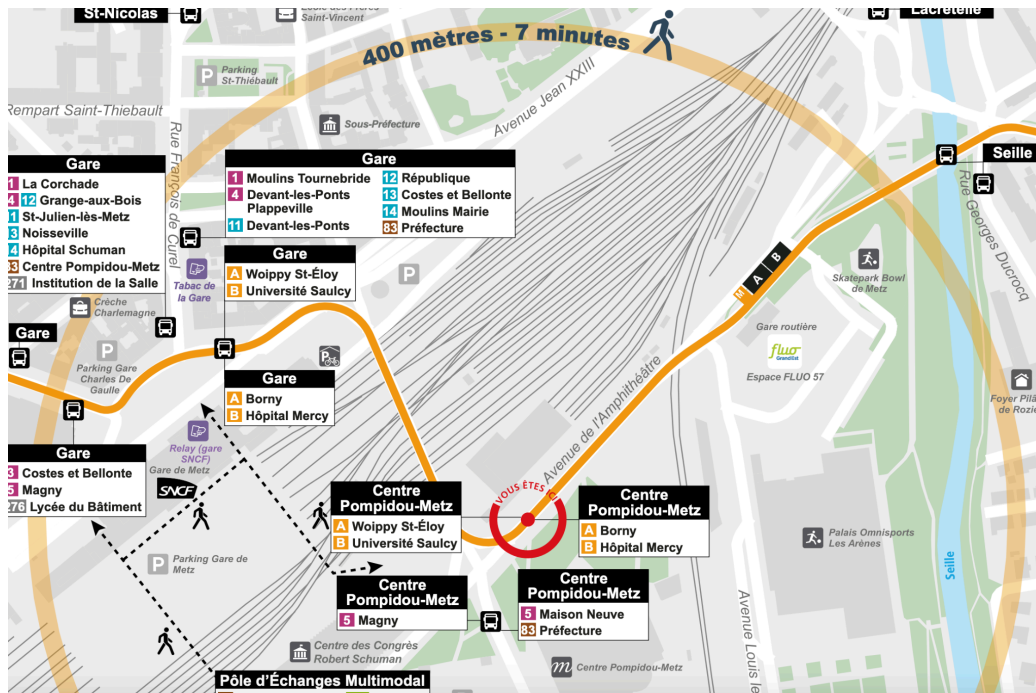 St-Nicolas
École des Frères
Saint-Vincent
Lacretelle
400 mètres - 7 minutes
P
Parking
St-Thiébault
Avenue Jean XXIII
Rempart Saint-Thiebault
Sous-Préfecture
Rue François de Curel
Seille
Rue Georges Ducrocq
Gare
1 La Corchade
4 12 Grange-aux-Bois
11 St-Julien-lès-Metz
13 Noisseville
14 Hôpital Schuman
83 Centre Pompidou-Metz
271 Institution de la Salle
Gare
1 Moulins Tournebride
4 Devant-les-Ponts
Plappeville
11 Devant-les-Ponts
12 République
13 Costes et Bellonte
14 Moulins Mairie
83 Préfecture
Tabac de
la Gare
Gare
A Woippy St-Éloy
B Université Saulcy
P
M A B
Skatepark Bowl
de Metz
Crèche
Charlemagne
Gare
P
Parking Gare
Charles De
Gaulle
P
Gare routière
fluo
Grand Est
Espace FLUO 57
Gare
A Borny
B Hôpital Mercy
Avenue de l'Amphithéâtre
Foyer Pilâ
de Rozie
Relay (gare
SNCF)
Gare de Metz
SNCF
Gare
3 Costes et Bellonte
5 Magny
276 Lycée du Bâtiment
VOUS ÊTES ICI
Centre
Pompidou-Metz
A Woippy St-Éloy
B Université Saulcy
Centre
Pompidou-Metz
A Borny
B Hôpital Mercy
Palais Omnisports
Les Arènes
Seille
P
Parking Gare de
Metz
Centre
Pompidou-Metz
5 Magny
Centre
Pompidou-Metz
5 Maison Neuve
83 Préfecture
Avenue Louis le
Centre des Congrès
Robert Schuman
m
Centre Pompidou-Metz
Pôle d'Échanges Multimodal